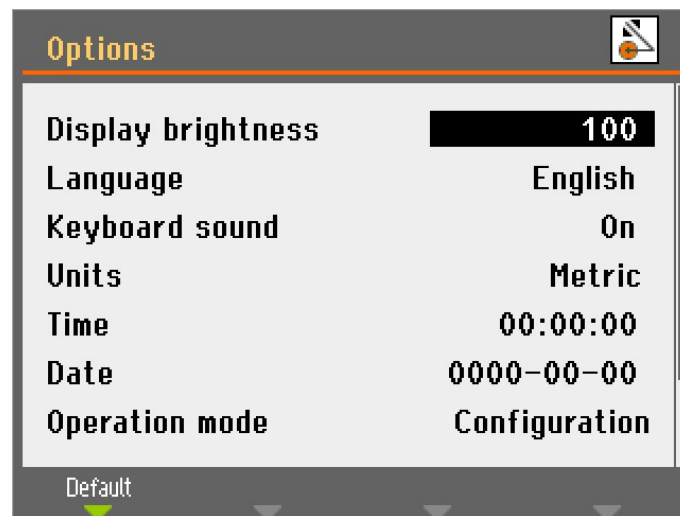 Options
Display brightness 100
Language English
Keyboard sound On
Units Metric
Time 00:00:00
Date 0000-00-00
Operation mode Configuration
Default